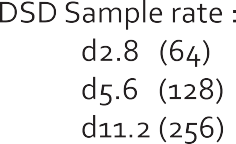 DSD Sample rate :
d2.8 (64)
d5.6 (128)
d11.2 (256)